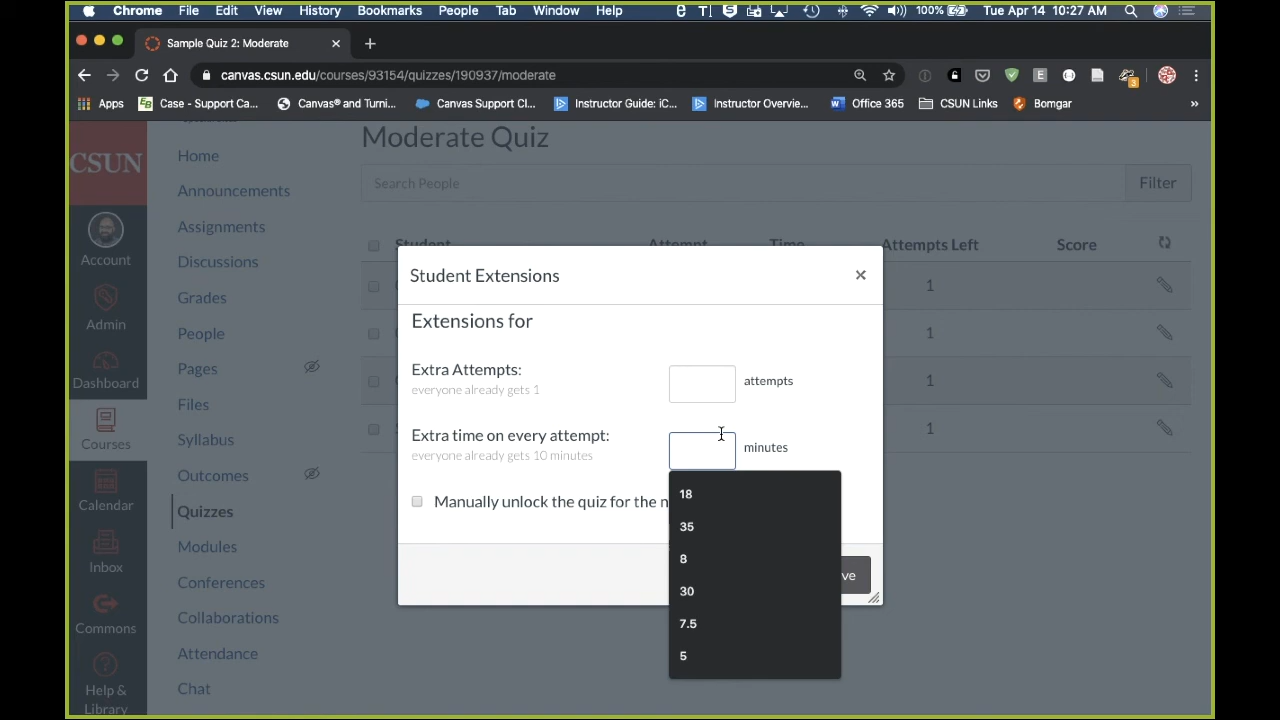 Chrome File Edit View History Bookmarks People Tab Window Help 100% Tue Apr 14 10:27 AM
Sample Quiz 2: Moderate
canvas.csun.edu/courses/93154/quizzes/190937/moderate
Apps Case - Support Ca... Canvas® and Turni... Canvas Support Cl... Instructor Guide: iC... Instructor Overvie... Office 365 CSUN Links Bomgar »
CSUN
Account
Admin
Dashboard
Courses
Calendar
Inbox
Commons
Help &
Library
Home
Announcements
Assignments
Discussions
Grades
People
Pages
Files
Syllabus
Outcomes
Quizzes
Modules
Conferences
Collaborations
Attendance
Chat
Moderate Quiz
Search People Filter
Student Attempt Time Attempts Left Score
1
1
1
1
Student Extensions
Extensions for
Extra Attempts: attempts
everyone already gets 1
Extra time on every attempt: minutes
everyone already gets 10 minutes
Manually unlock the quiz for the n
ve
18
35
8
30
7.5
5